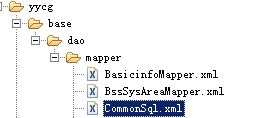 yycg
base
dao
mapper
BasicinfoMapper.xml
BssSysAreaMapper.xml
CommonSql.xml